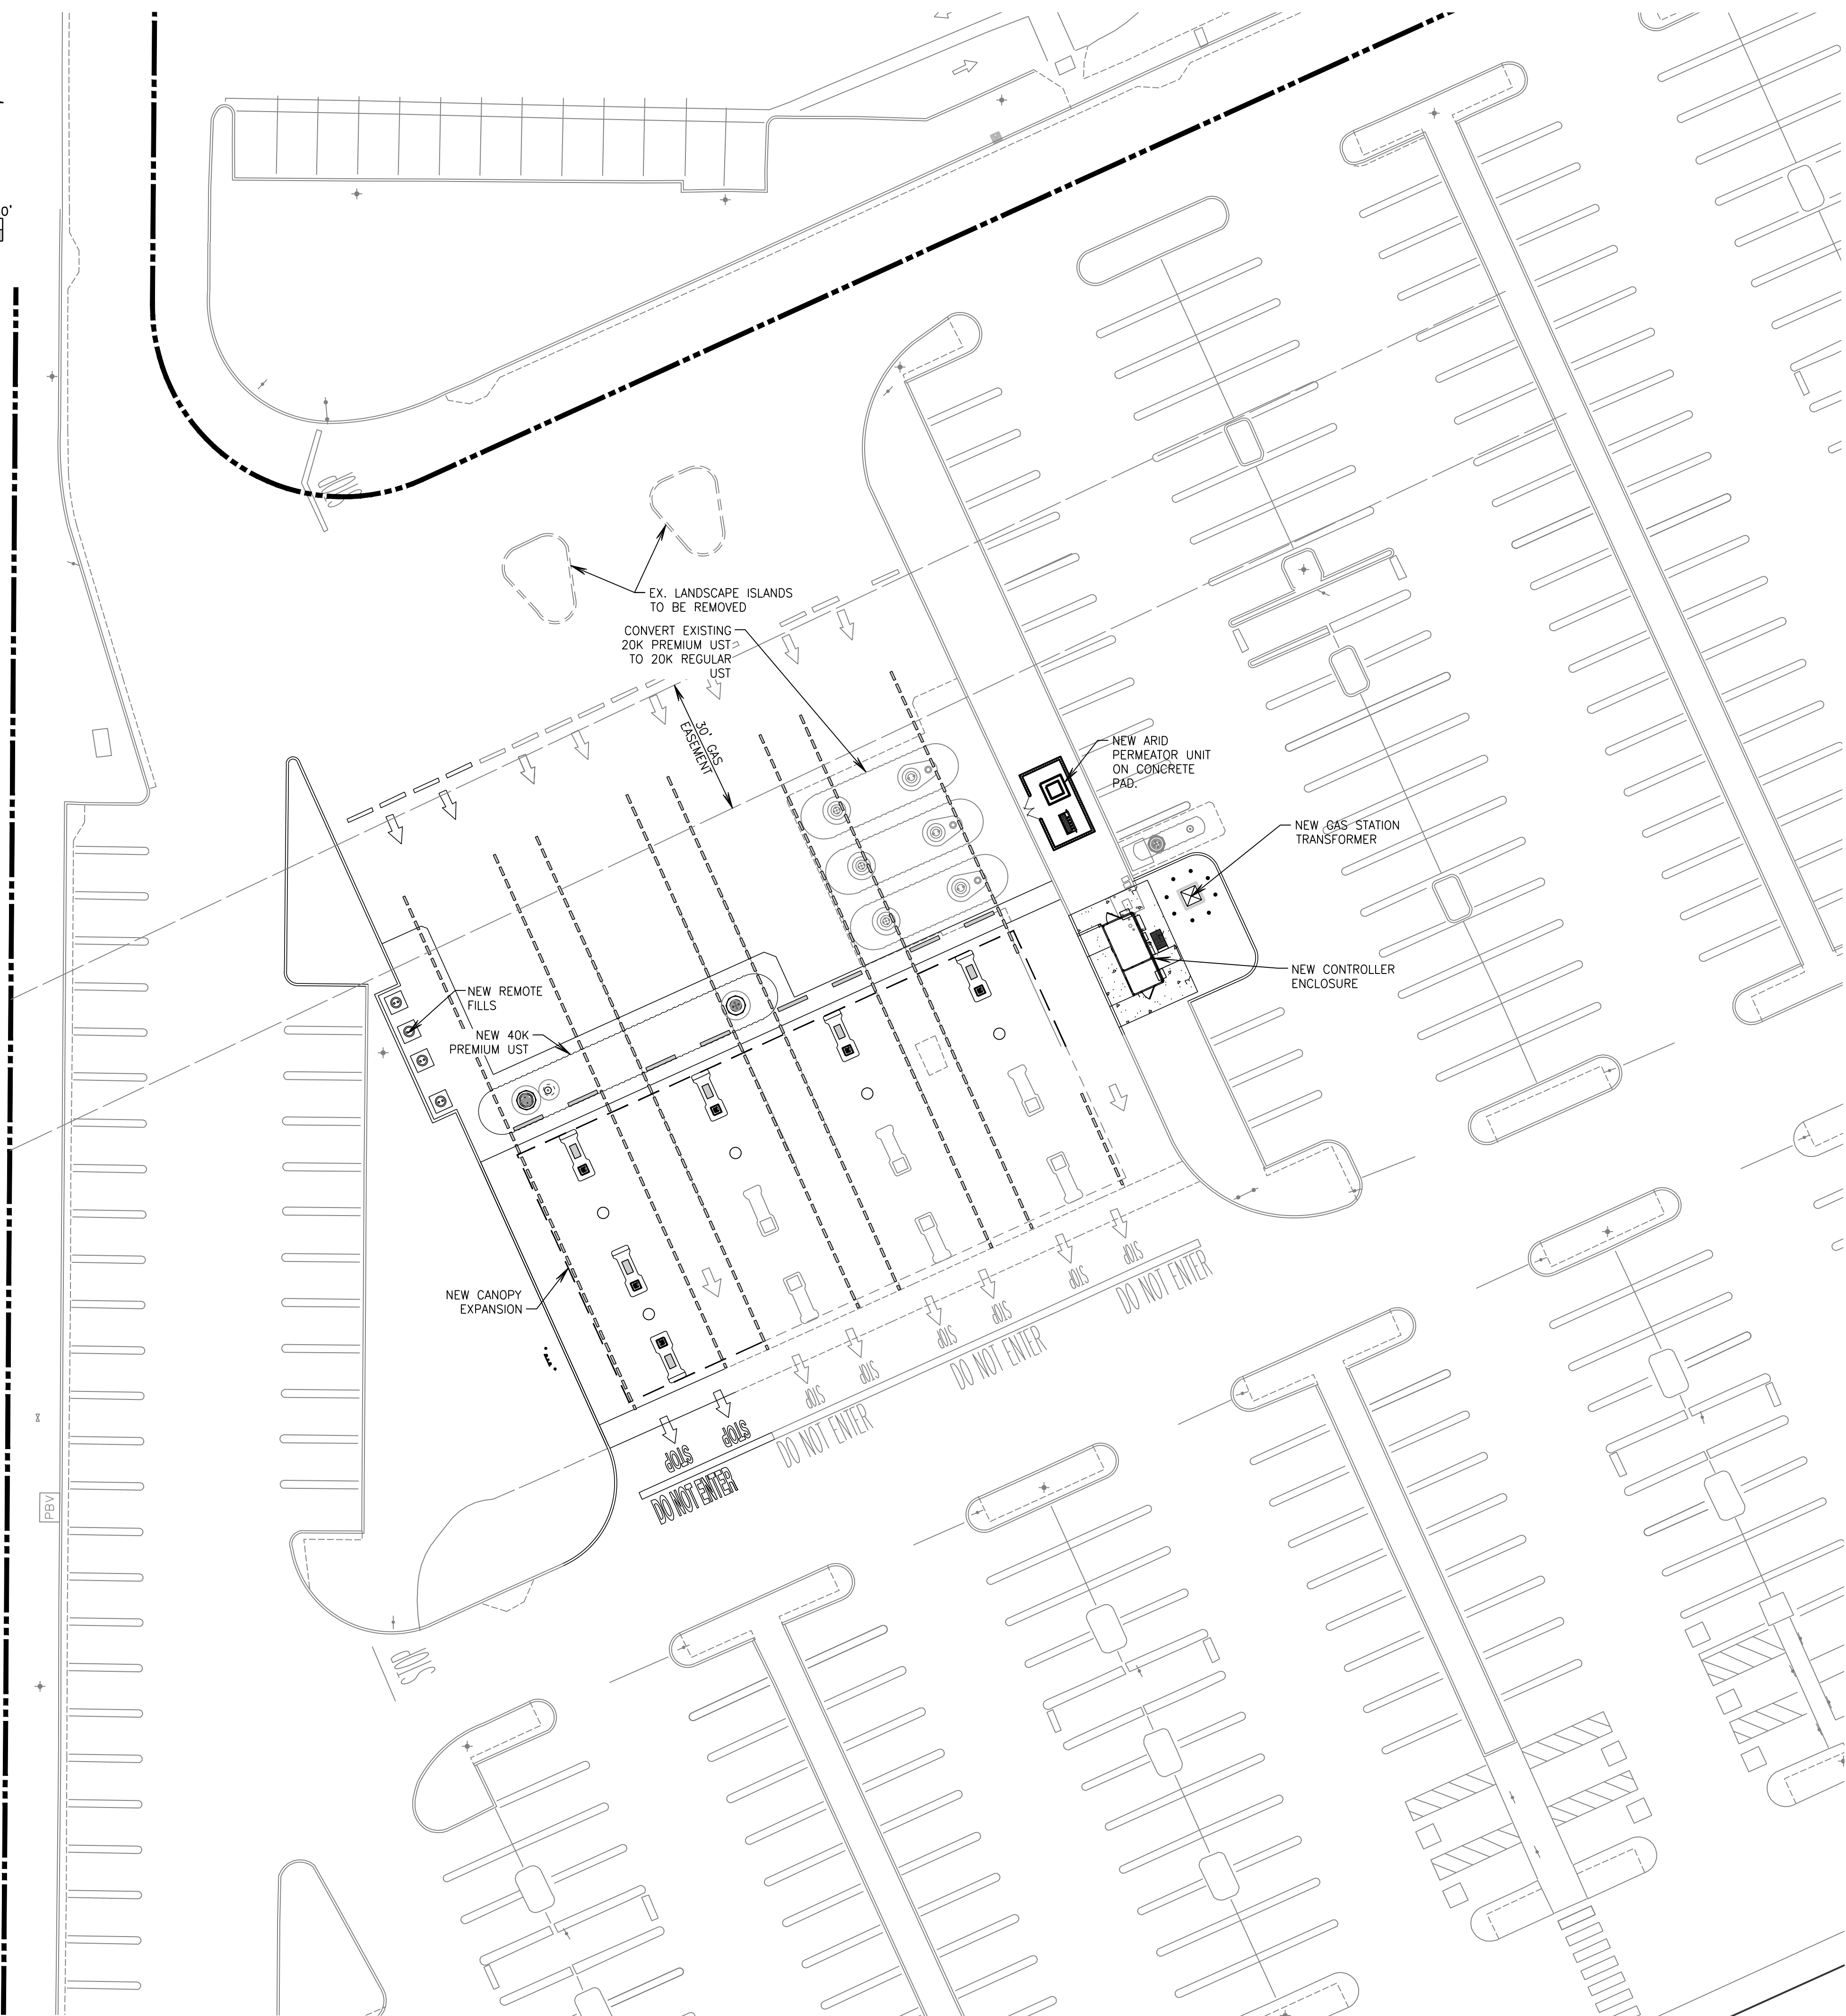 0'
EX. LANDSCAPE ISLANDS
TO BE REMOVED
CONVERT EXISTING
20K PREMIUM UST
TO 20K REGULAR
UST
30' GAS
EASEMENT
NEW ARID
PERMEATOR UNIT
ON CONCRETE
PAD.
NEW GAS STATION
TRANSFORMER
NEW CONTROLLER
ENCLOSURE
NEW REMOTE
FILLS
NEW 40K
PREMIUM UST
NEW CANOPY
EXPANSION
STOP
STOP
DO NOT ENTER
STOP
STOP
DO NOT ENTER
STOP
STOP
DO NOT ENTER
STOP
STOP
DO NOT ENTER
STOP
STOP
PBV